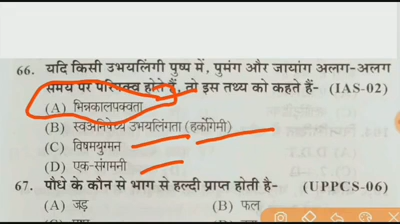 66. यदि किसी उभयलिंगी पुष्प में, पुमंग और जायांग अलग-अलग
समय पर परिपक्व होते हैं, तो इस तथ्य को कहते हैं- (IAS-02)
(A) भिन्नकालपक्वता
(B) स्वअनिषेच्य उभयलिंगता (हर्कोगेमी)
(C) विषमयुग्मन
(D) एक-संगमनी
67. पौधे के कौन से भाग से हल्दी प्राप्त होती है- (UPPCS-06)
(A) जड़ (B) फल